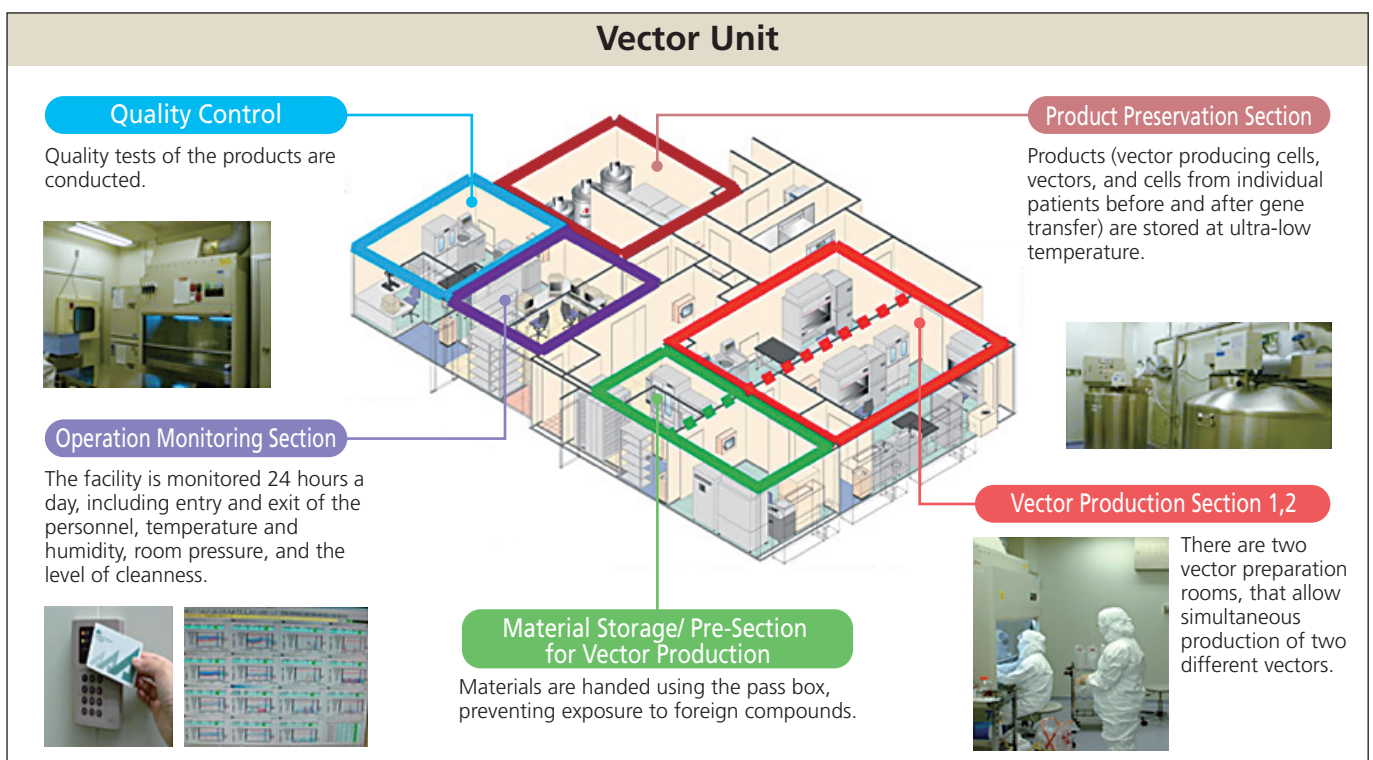 Vector Unit
Quality Control
Quality tests of the products are
conducted.
Product Preservation Section
Products (vector producing cells,
vectors, and cells from individual
patients before and after gene
transfer) are stored at ultra-low
temperature.
Operation Monitoring Section
The facility is monitored 24 hours a
day, including entry and exit of the
personnel, temperature and
humidity, room pressure, and the
level of cleanness.
Material Storage/ Pre-Section
for Vector Production
Materials are handed using the pass box,
preventing exposure to foreign compounds.
Vector Production Section 1,2
There are two
vector preparation
rooms, that allow
simultaneous
production of two
different vectors.